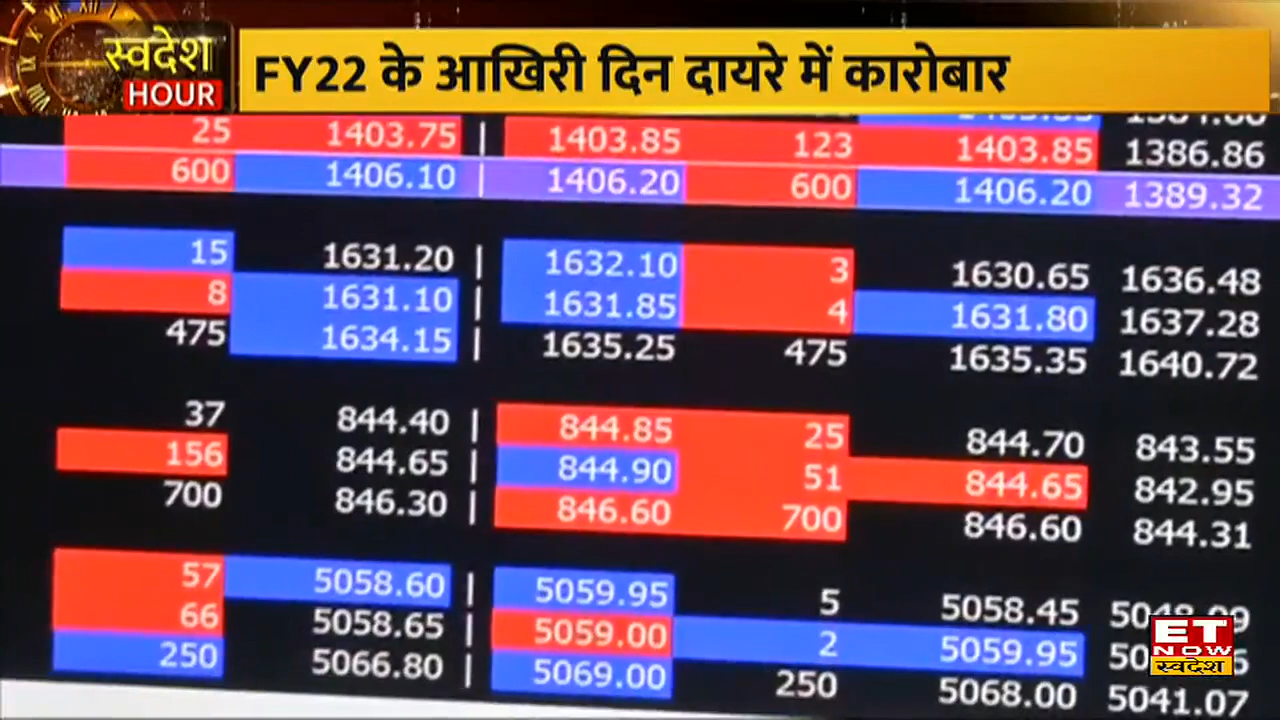 स्वदेश
HOUR
FY22 के आखिरी दिन दायरे में कारोबार
25 1403.75 | 1403.85 123 1403.85 1386.86
600 1406.10 | 1406.20 600 1406.20 1389.32
15 1631.20 | 1632.10 3 1630.65 1636.48
8 1631.10 | 1631.85 4 1631.80 1637.28
475 1634.15 | 1635.25 475 1635.35 1640.72
37 844.40 | 844.85 25 844.70 843.55
156 844.65 | 844.90 51 844.65 842.95
700 846.30 | 846.60 700 846.60 844.31
57 5058.60 | 5059.95 5 5058.45
66 5058.65 | 5059.00 2 5059.95
250 5066.80 | 5069.00 250 5068.00 5041.07
ET
NOW
स्वदेश